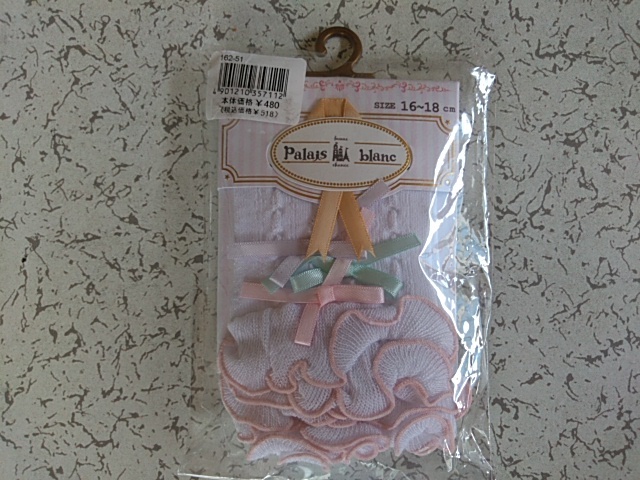 162-51
4901210357112
本体価格 ¥480
(税込価格 ¥518)
SIZE 16~18 cm
Palais blanc